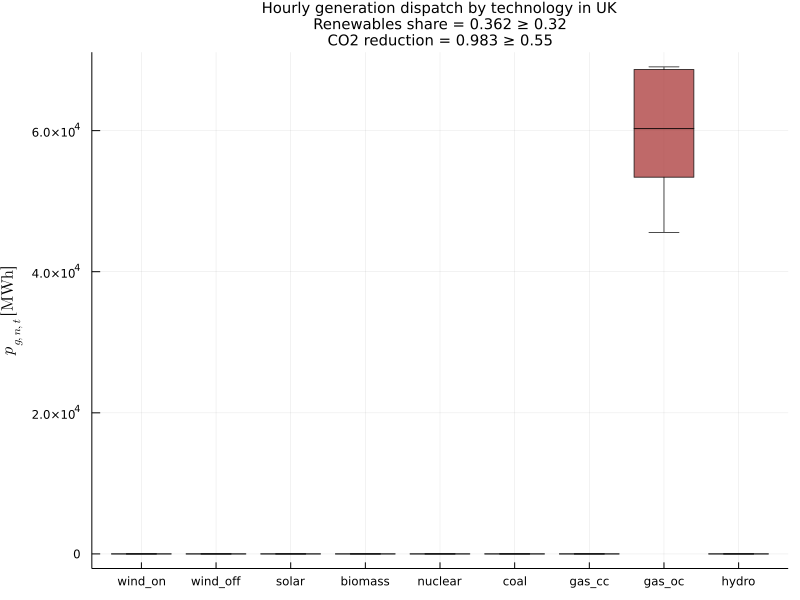 Hourly generation dispatch by technology in UK
Renewables share = 0.362 ≥ 0.32
CO2 reduction = 0.983 ≥ 0.55
p_{g,n,t} [MWh]
6.0×10⁴
4.0×10⁴
2.0×10⁴
0
wind_on wind_off solar biomass nuclear coal gas_cc gas_oc hydro